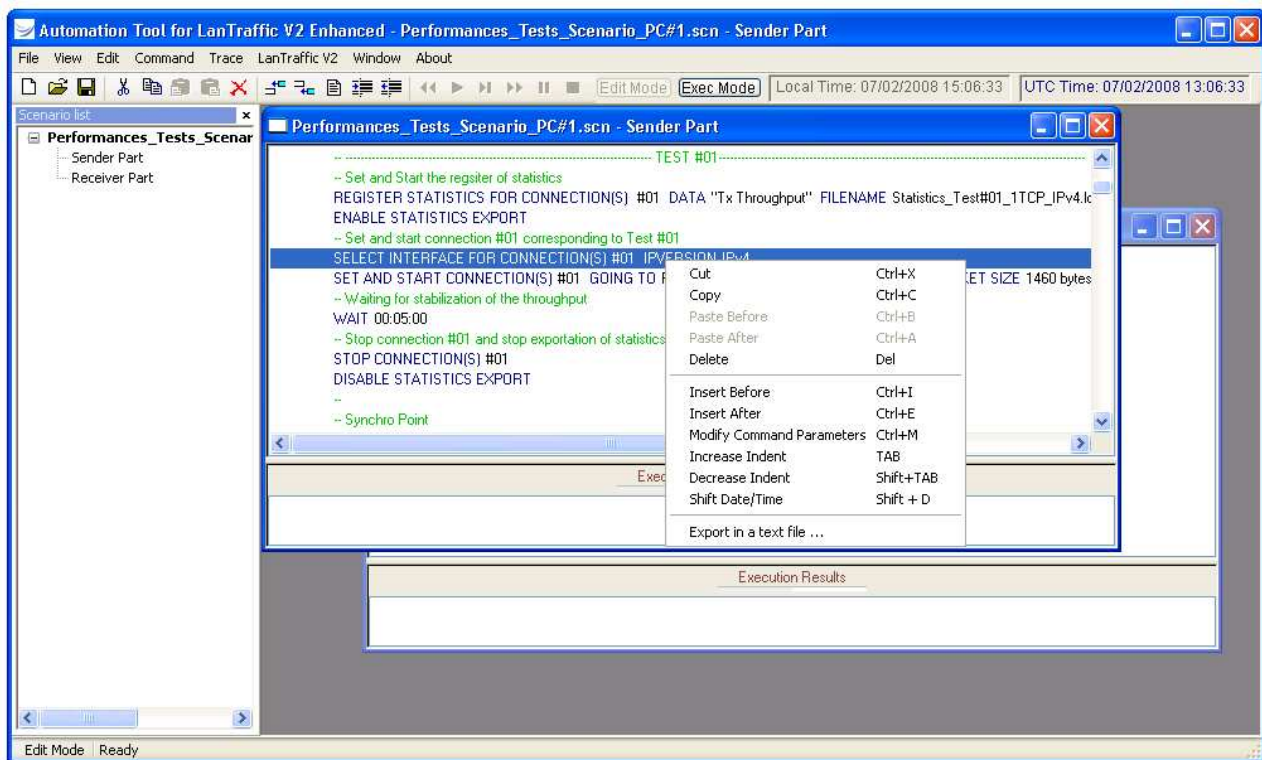 Automation Tool for LanTraffic V2 Enhanced - Performances_Tests_Scenario_PC#1.scn - Sender Part
File View Edit Command Trace LanTraffic V2 Window About
Edit Mode Exec Mode Local Time: 07/02/2008 15:06:33 UTC Time: 07/02/2008 13:06:33
Scenario list
Performances_Tests_Scenar
Sender Part
Receiver Part
Performances_Tests_Scenario_PC#1.scn - Sender Part
-- ---------- TEST #01 ----------
-- Set and Start the regsiter of statistics
REGISTER STATISTICS FOR CONNECTION(S) #01 DATA "Tx Throughput" FILENAME Statistics_Test#01_1TCP_IPv4.lc
ENABLE STATISTICS EXPORT
-- Set and start connection #01 corresponding to Test #01
SELECT INTERFACE FOR CONNECTION(S) #01 IPVERSION IPv4
SET AND START CONNECTION(S) #01 GOING TO KET SIZE 1460 bytes
-- Waiting for stabilization of the throughput
WAIT 00:05:00
-- Stop connection #01 and stop exportation of statistics
STOP CONNECTION(S) #01
DISABLE STATISTICS EXPORT
--
-- Synchro Point
Cut Ctrl+X
Copy Ctrl+C
Paste Before Ctrl+B
Paste After Ctrl+A
Delete Del
Insert Before Ctrl+I
Insert After Ctrl+E
Modify Command Parameters Ctrl+M
Increase Indent TAB
Decrease Indent Shift+TAB
Shift Date/Time Shift + D
Export in a text file ...
Exec
Execution Results
Edit Mode Ready